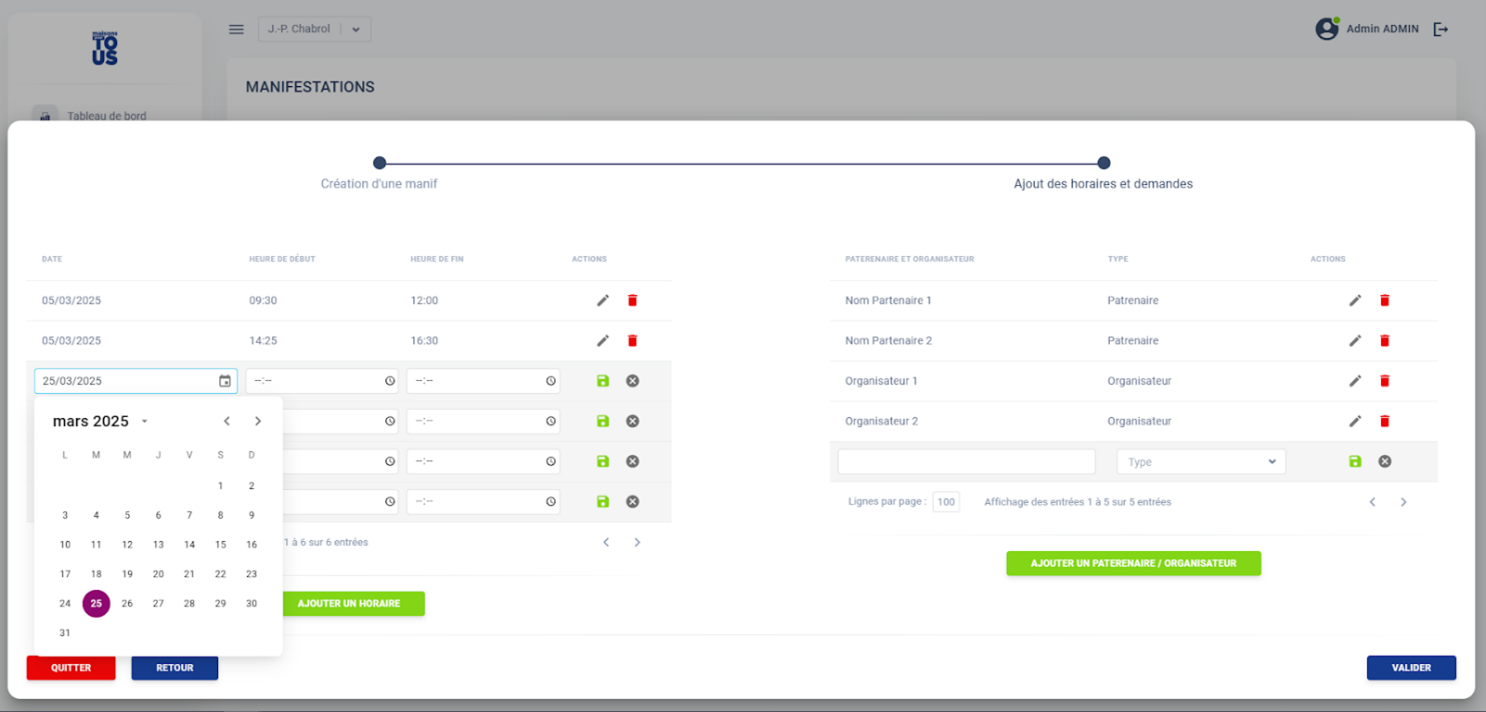 maisons
pour
TO
US
J.-P. Chabrol
Admin ADMIN
MANIFESTATIONS
Tableau de bord
Création d'une manif
Ajout des horaires et demandes
DATE HEURE DE DÉBUT HEURE DE FIN ACTIONS
05/03/2025 09:30 12:00
05/03/2025 14:25 16:30
25/03/2025 --:-- --:--
--:--
--:--
--:--
mars 2025
L M M J V S D
1 2
3 4 5 6 7 8 9
10 11 12 13 14 15 16
17 18 19 20 21 22 23
24 25 26 27 28 29 30
31
1 à 6 sur 6 entrées
AJOUTER UN HORAIRE
PATERENAIRE ET ORGANISATEUR TYPE ACTIONS
Nom Partenaire 1 Patrenaire
Nom Partenaire 2 Patrenaire
Organisateur 1 Organisateur
Organisateur 2 Organisateur
Type
Lignes par page : 100 Affichage des entrées 1 à 5 sur 5 entrées
AJOUTER UN PATERENAIRE / ORGANISATEUR
QUITTER
RETOUR
VALIDER